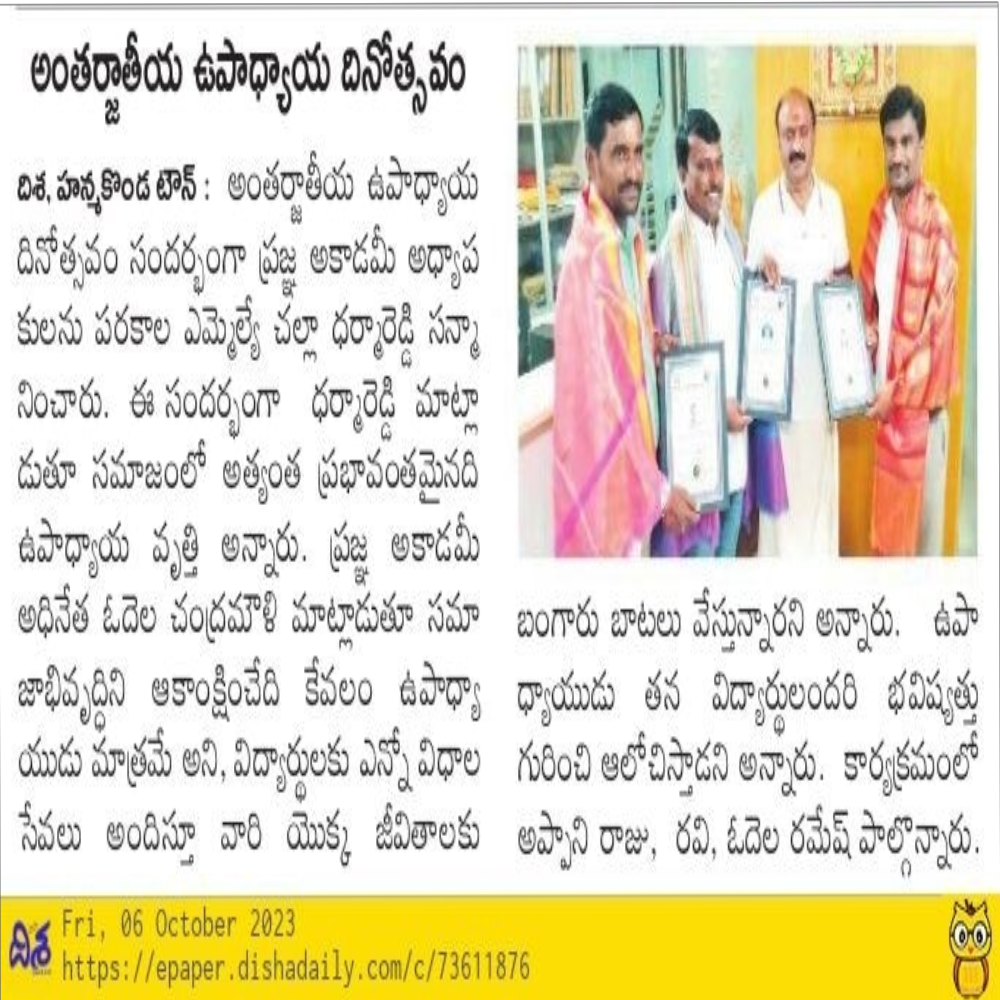 అంతర్జాతీయ ఉపాధ్యాయ దినోత్సవం
దిశ, హన్మకొండ టౌన్ : అంతర్జాతీయ ఉపాధ్యాయ
దినోత్సవం సందర్భంగా ప్రజ్ఞ అకాడమీ అధ్యాప
కులను పరకాల ఎమ్మెల్యే చల్లా ధర్మారెడ్డి సన్మా
నించారు. ఈ సందర్భంగా ధర్మారెడ్డి మాట్లా
డుతూ సమాజంలో అత్యంత ప్రభావంతమైనది
ఉపాధ్యాయ వృత్తి అన్నారు. ప్రజ్ఞ అకాడమీ
అధినేత ఓదెల చంద్రమౌళి మాట్లాడుతూ సమా
జాభివృద్ధిని ఆకాంక్షించేది కేవలం ఉపాధ్యా
యుడు మాత్రమే అని, విద్యార్థులకు ఎన్నో విధాల
సేవలు అందిస్తూ వారి యొక్క జీవితాలకు
బంగారు బాటలు వేస్తున్నారని అన్నారు. ఉపా
ధ్యాయుడు తన విద్యార్థులందరి భవిష్యత్తు
గురించి ఆలోచిస్తాడని అన్నారు. కార్యక్రమంలో
అప్పాని రాజు, రవి, ఓదెల రమేష్ పాల్గొన్నారు.
దిశ
Fri, 06 October 2023
https://epaper.dishadaily.com/c/73611876